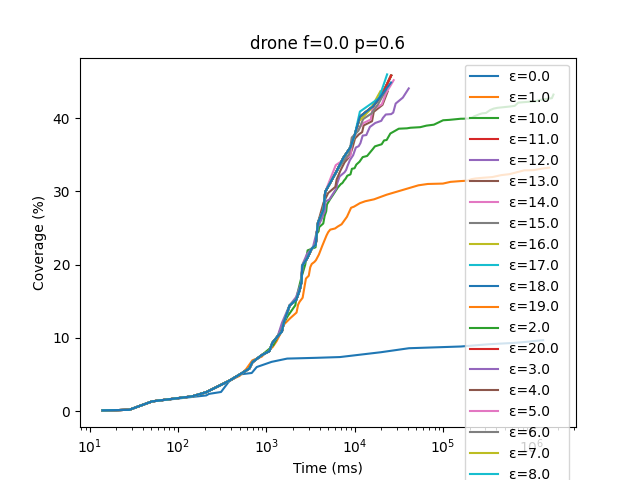 drone f=0.0 p=0.6
Coverage (%)
40
30
20
10
0
10¹ 10² 10³ 10⁴ 10⁵ 10⁶
Time (ms)
ε=0.0
ε=1.0
ε=10.0
ε=11.0
ε=12.0
ε=13.0
ε=14.0
ε=15.0
ε=16.0
ε=17.0
ε=18.0
ε=19.0
ε=2.0
ε=20.0
ε=3.0
ε=4.0
ε=5.0
ε=6.0
ε=7.0
ε=8.0